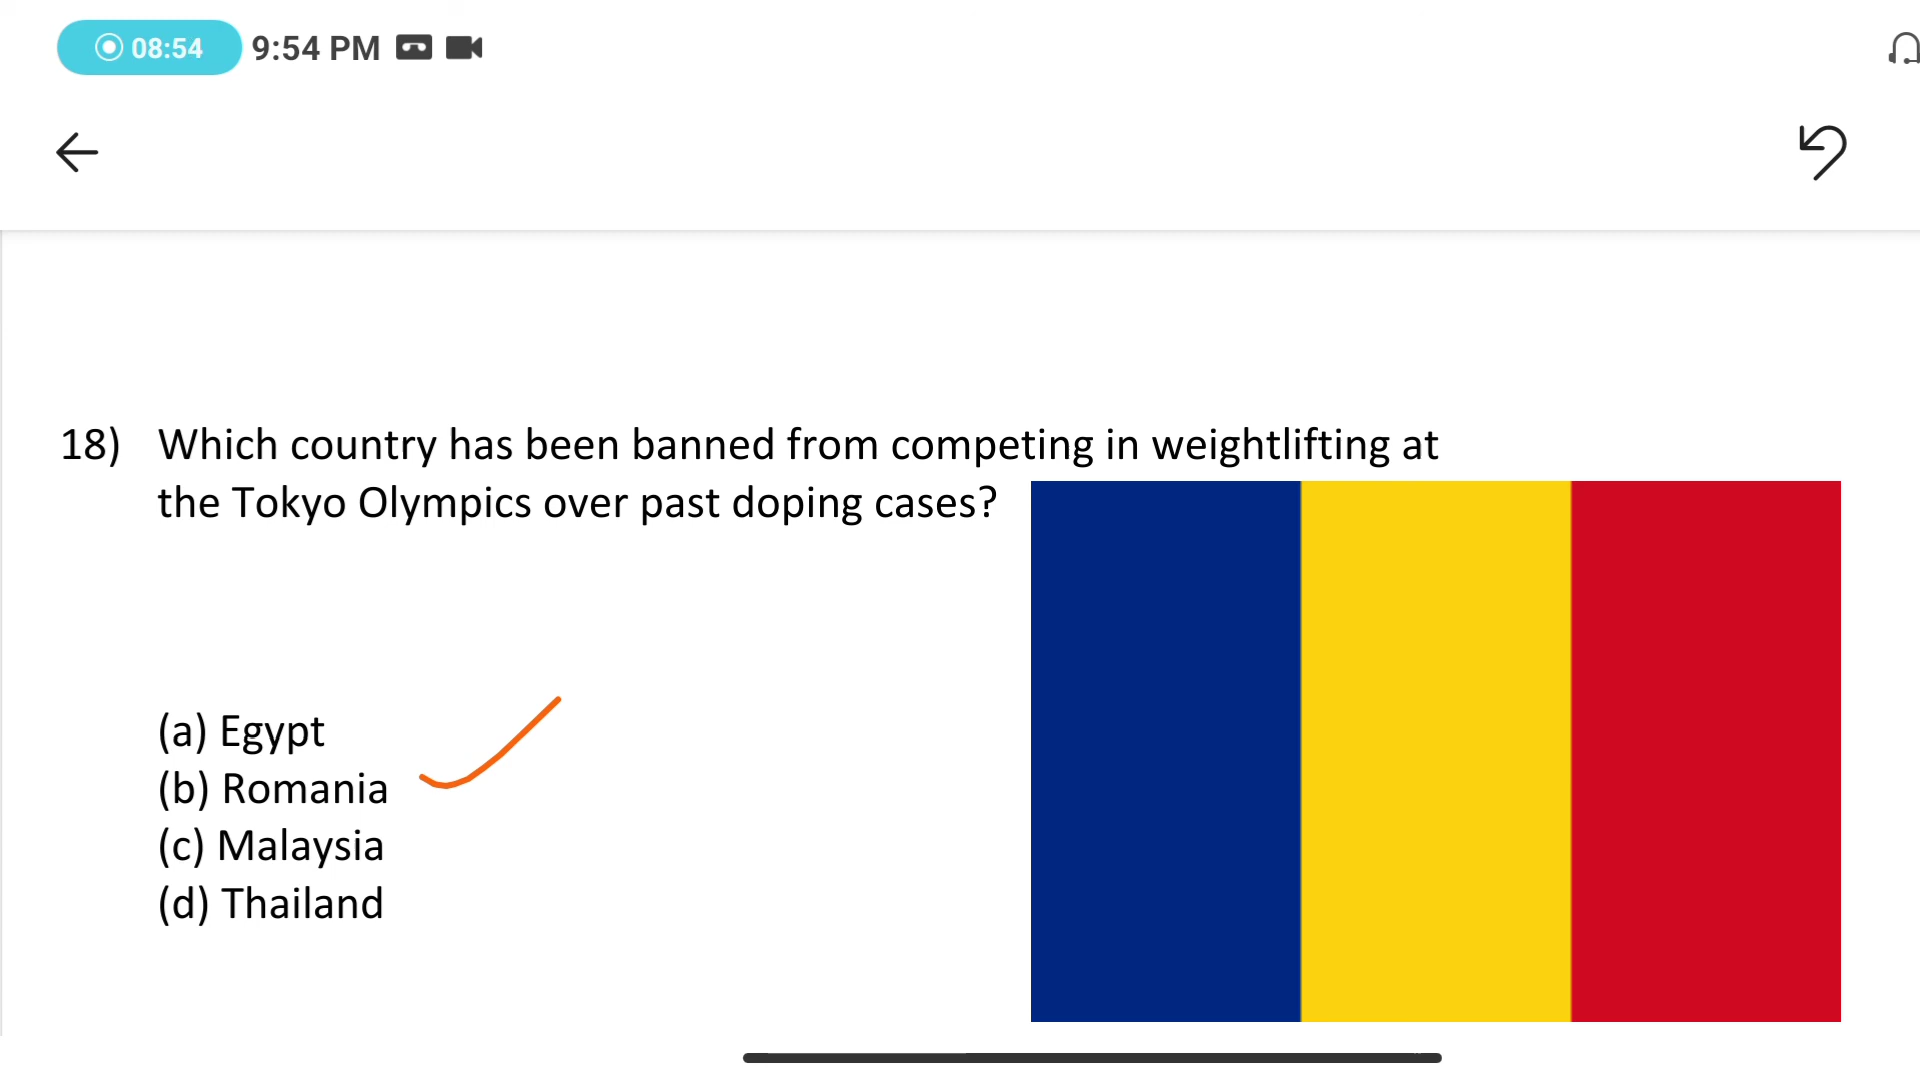 08:54 9:54 PM
18) Which country has been banned from competing in weightlifting at
the Tokyo Olympics over past doping cases?
(a) Egypt
(b) Romania
(c) Malaysia
(d) Thailand